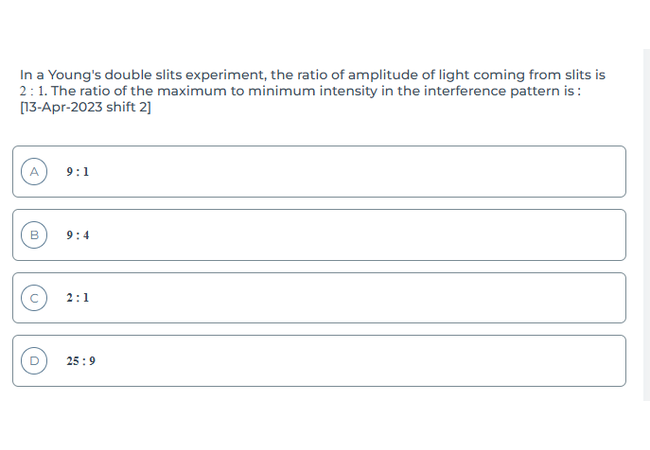 In a Young's double slits experiment, the ratio of amplitude of light coming from slits is
2 : 1. The ratio of the maximum to minimum intensity in the interference pattern is :
[13-Apr-2023 shift 2]
A 9 : 1
B 9 : 4
C 2 : 1
D 25 : 9